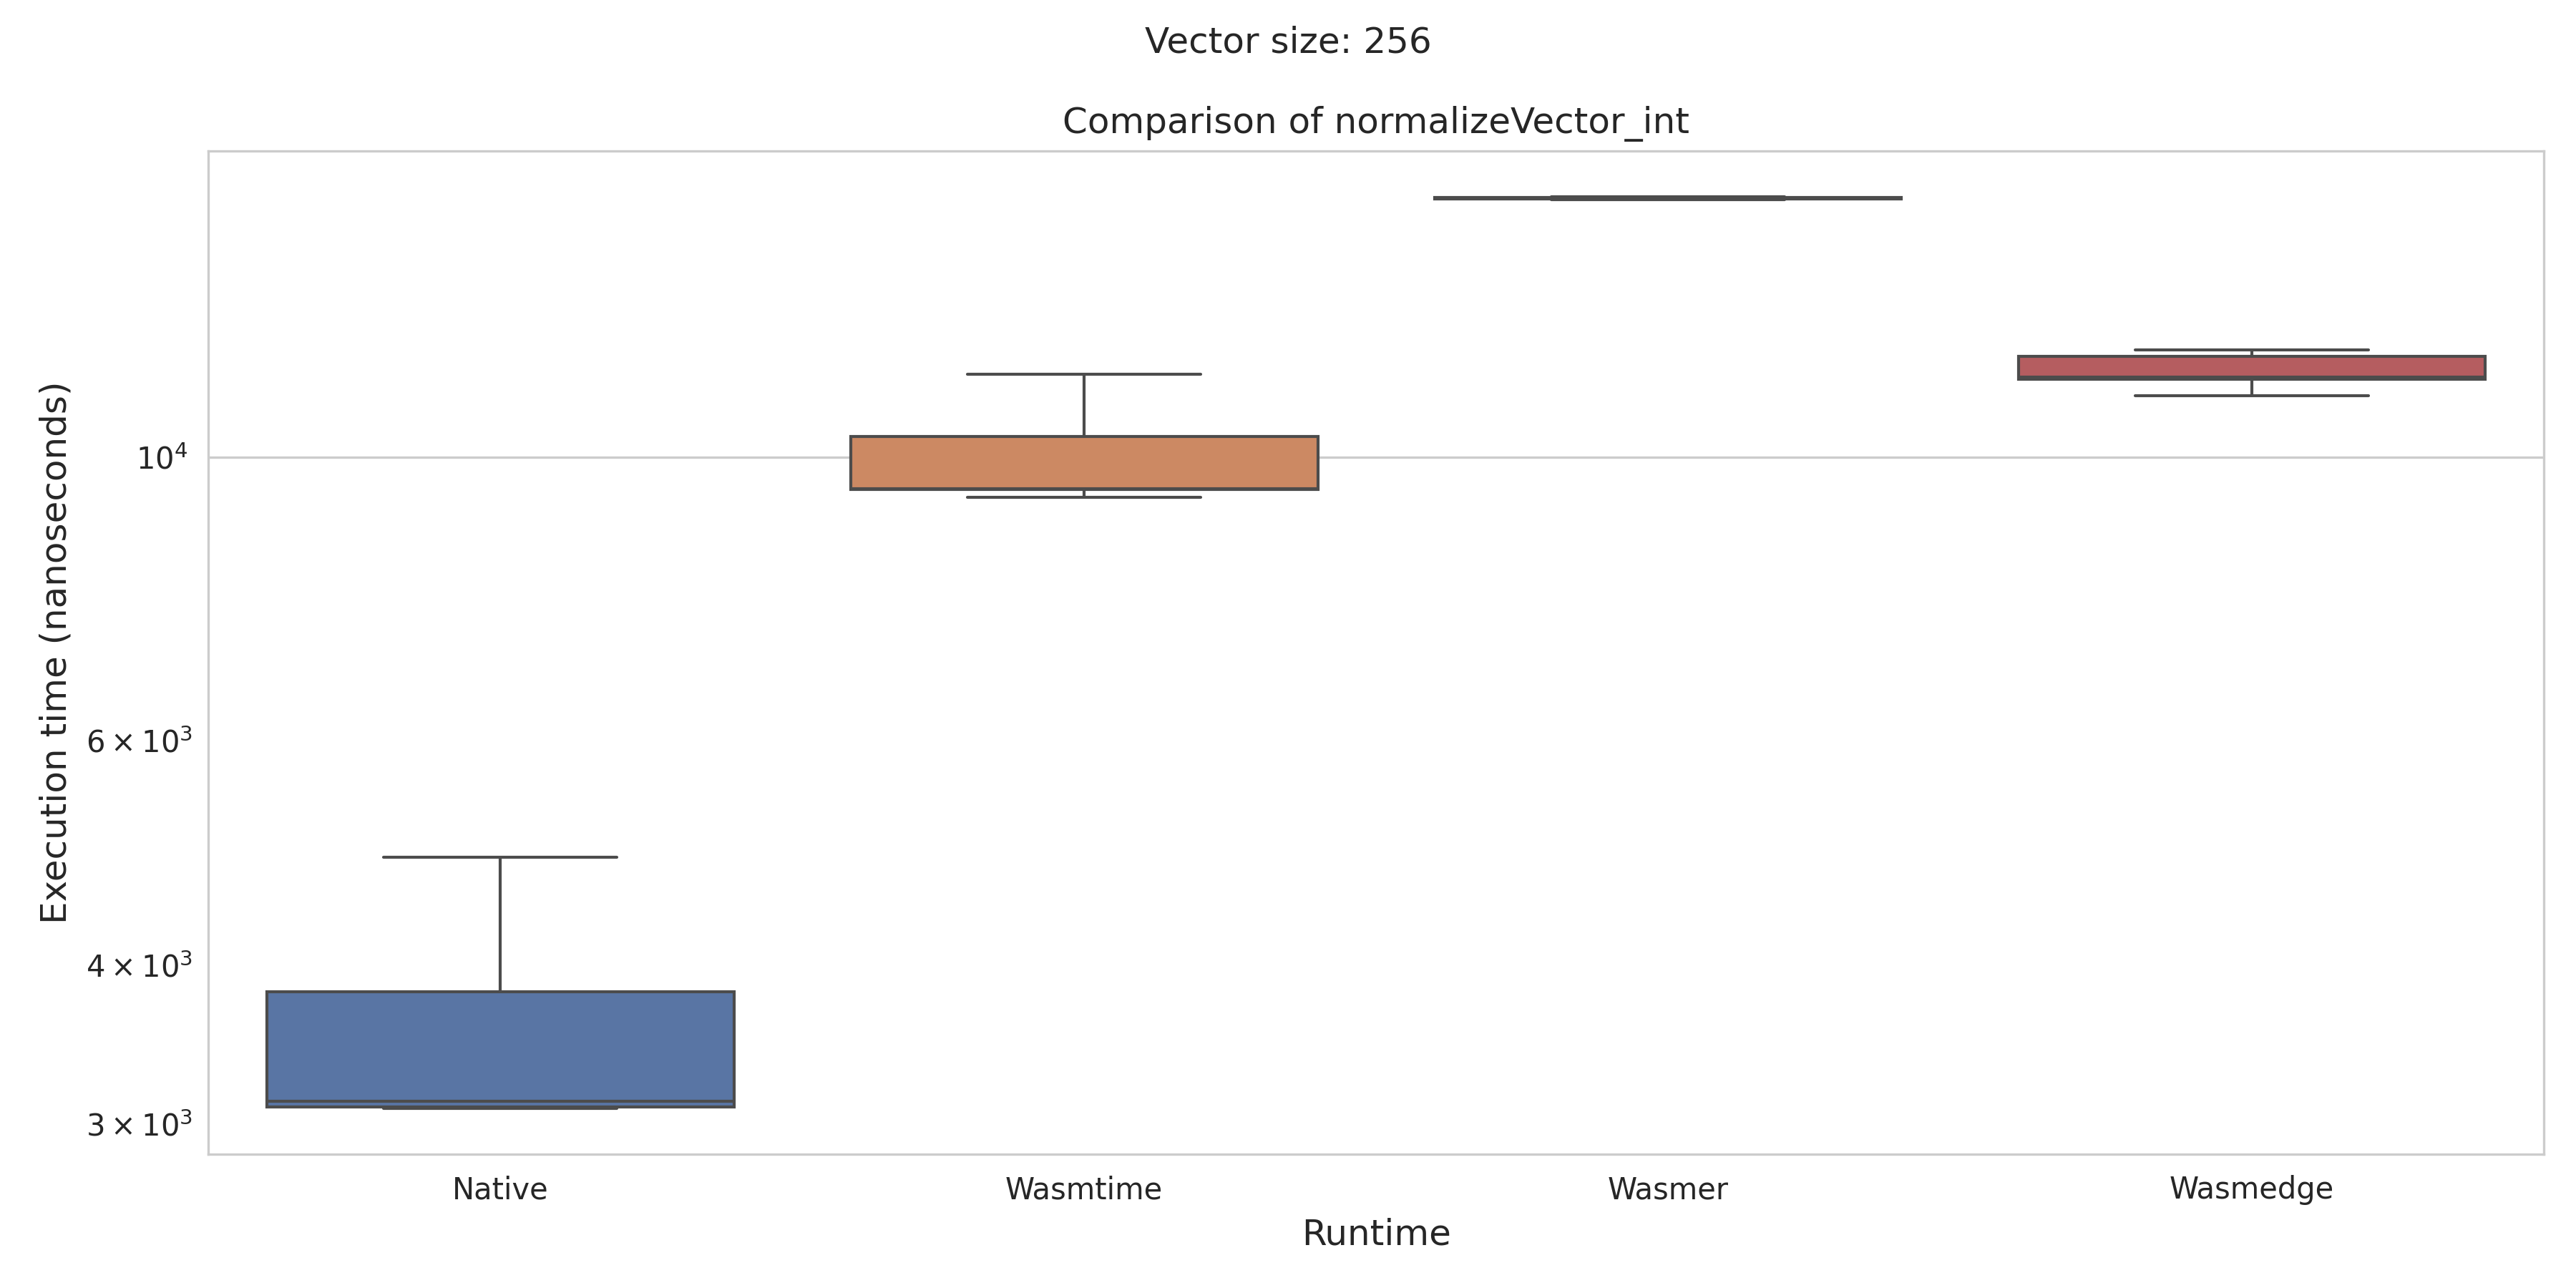 Vector size: 256
Comparison of normalizeVector_int
Execution time (nanoseconds)
10⁴
6 × 10³
4 × 10³
3 × 10³
Native
Wasmtime
Wasmer
Wasmedge
Runtime